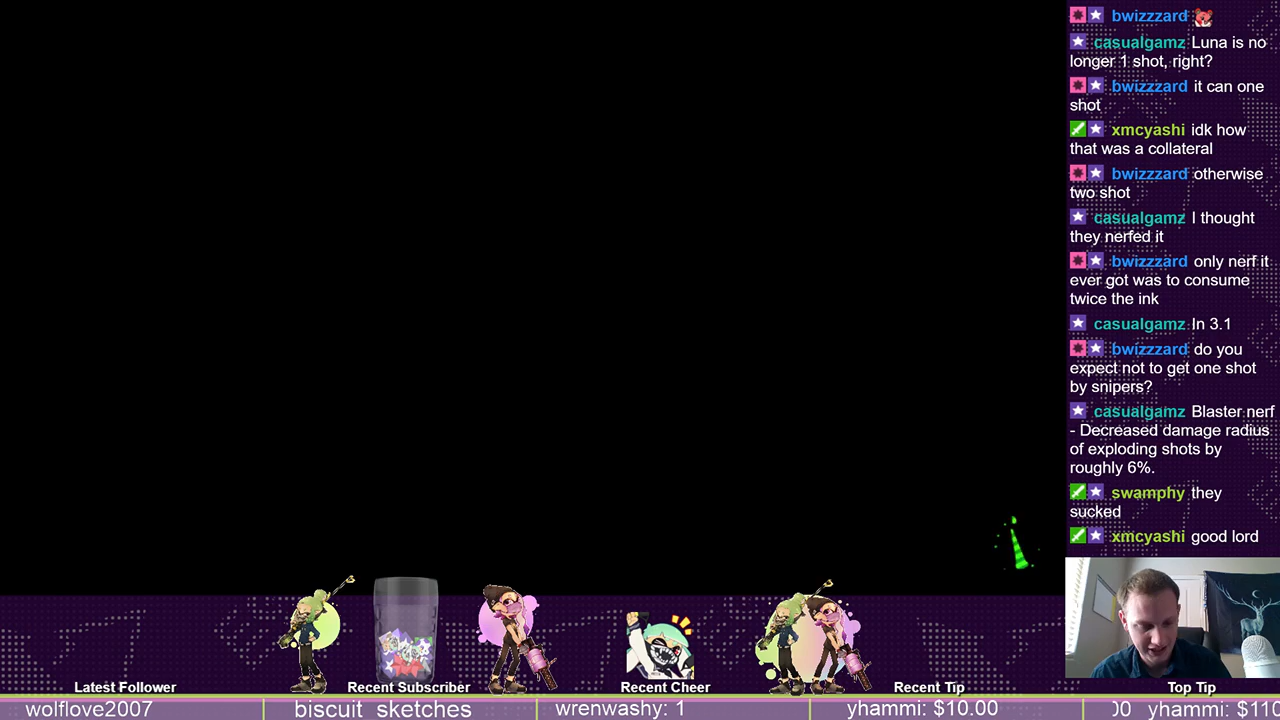 bwizzzard
casualgamz Luna is no
longer 1 shot, right?
bwizzzard it can one
shot
xmcyashi idk how
that was a collateral
bwizzzard otherwise
two shot
casualgamz I thought
they nerfed it
bwizzzard only nerf it
ever got was to consume
twice the ink
casualgamz In 3.1
bwizzzard do you
expect not to get one shot
by snipers?
casualgamz Blaster nerf
- Decreased damage radius
of exploding shots by
roughly 6%.
swamphy they
sucked
xmcyashi good lord
Latest Follower
Recent Subscriber
Recent Cheer
Recent Tip
Top Tip
wolflove2007
biscuit_sketches
wrenwashy: 1
yhammi: $10.00
00 yhammi: $110